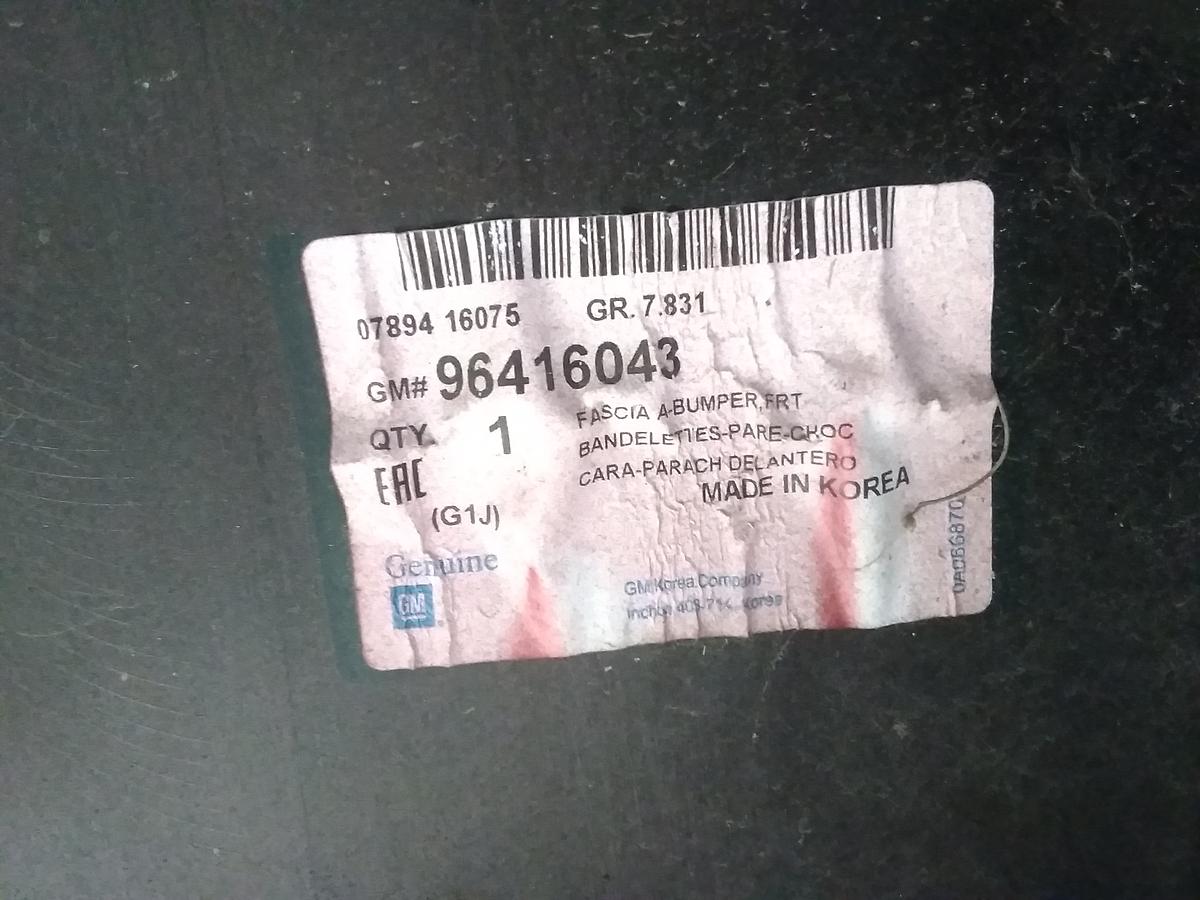 07894 16075 GR. 7.831
GM# 96416043
QTY. 1
FASCIA A-BUMPER,FRT
BANDELETTES-PARE-CHOC
CARA-PARACH DELANTERO
MADE IN KOREA
EAC
(G1J)
Genuine
GM
GM Korea Company
Korea